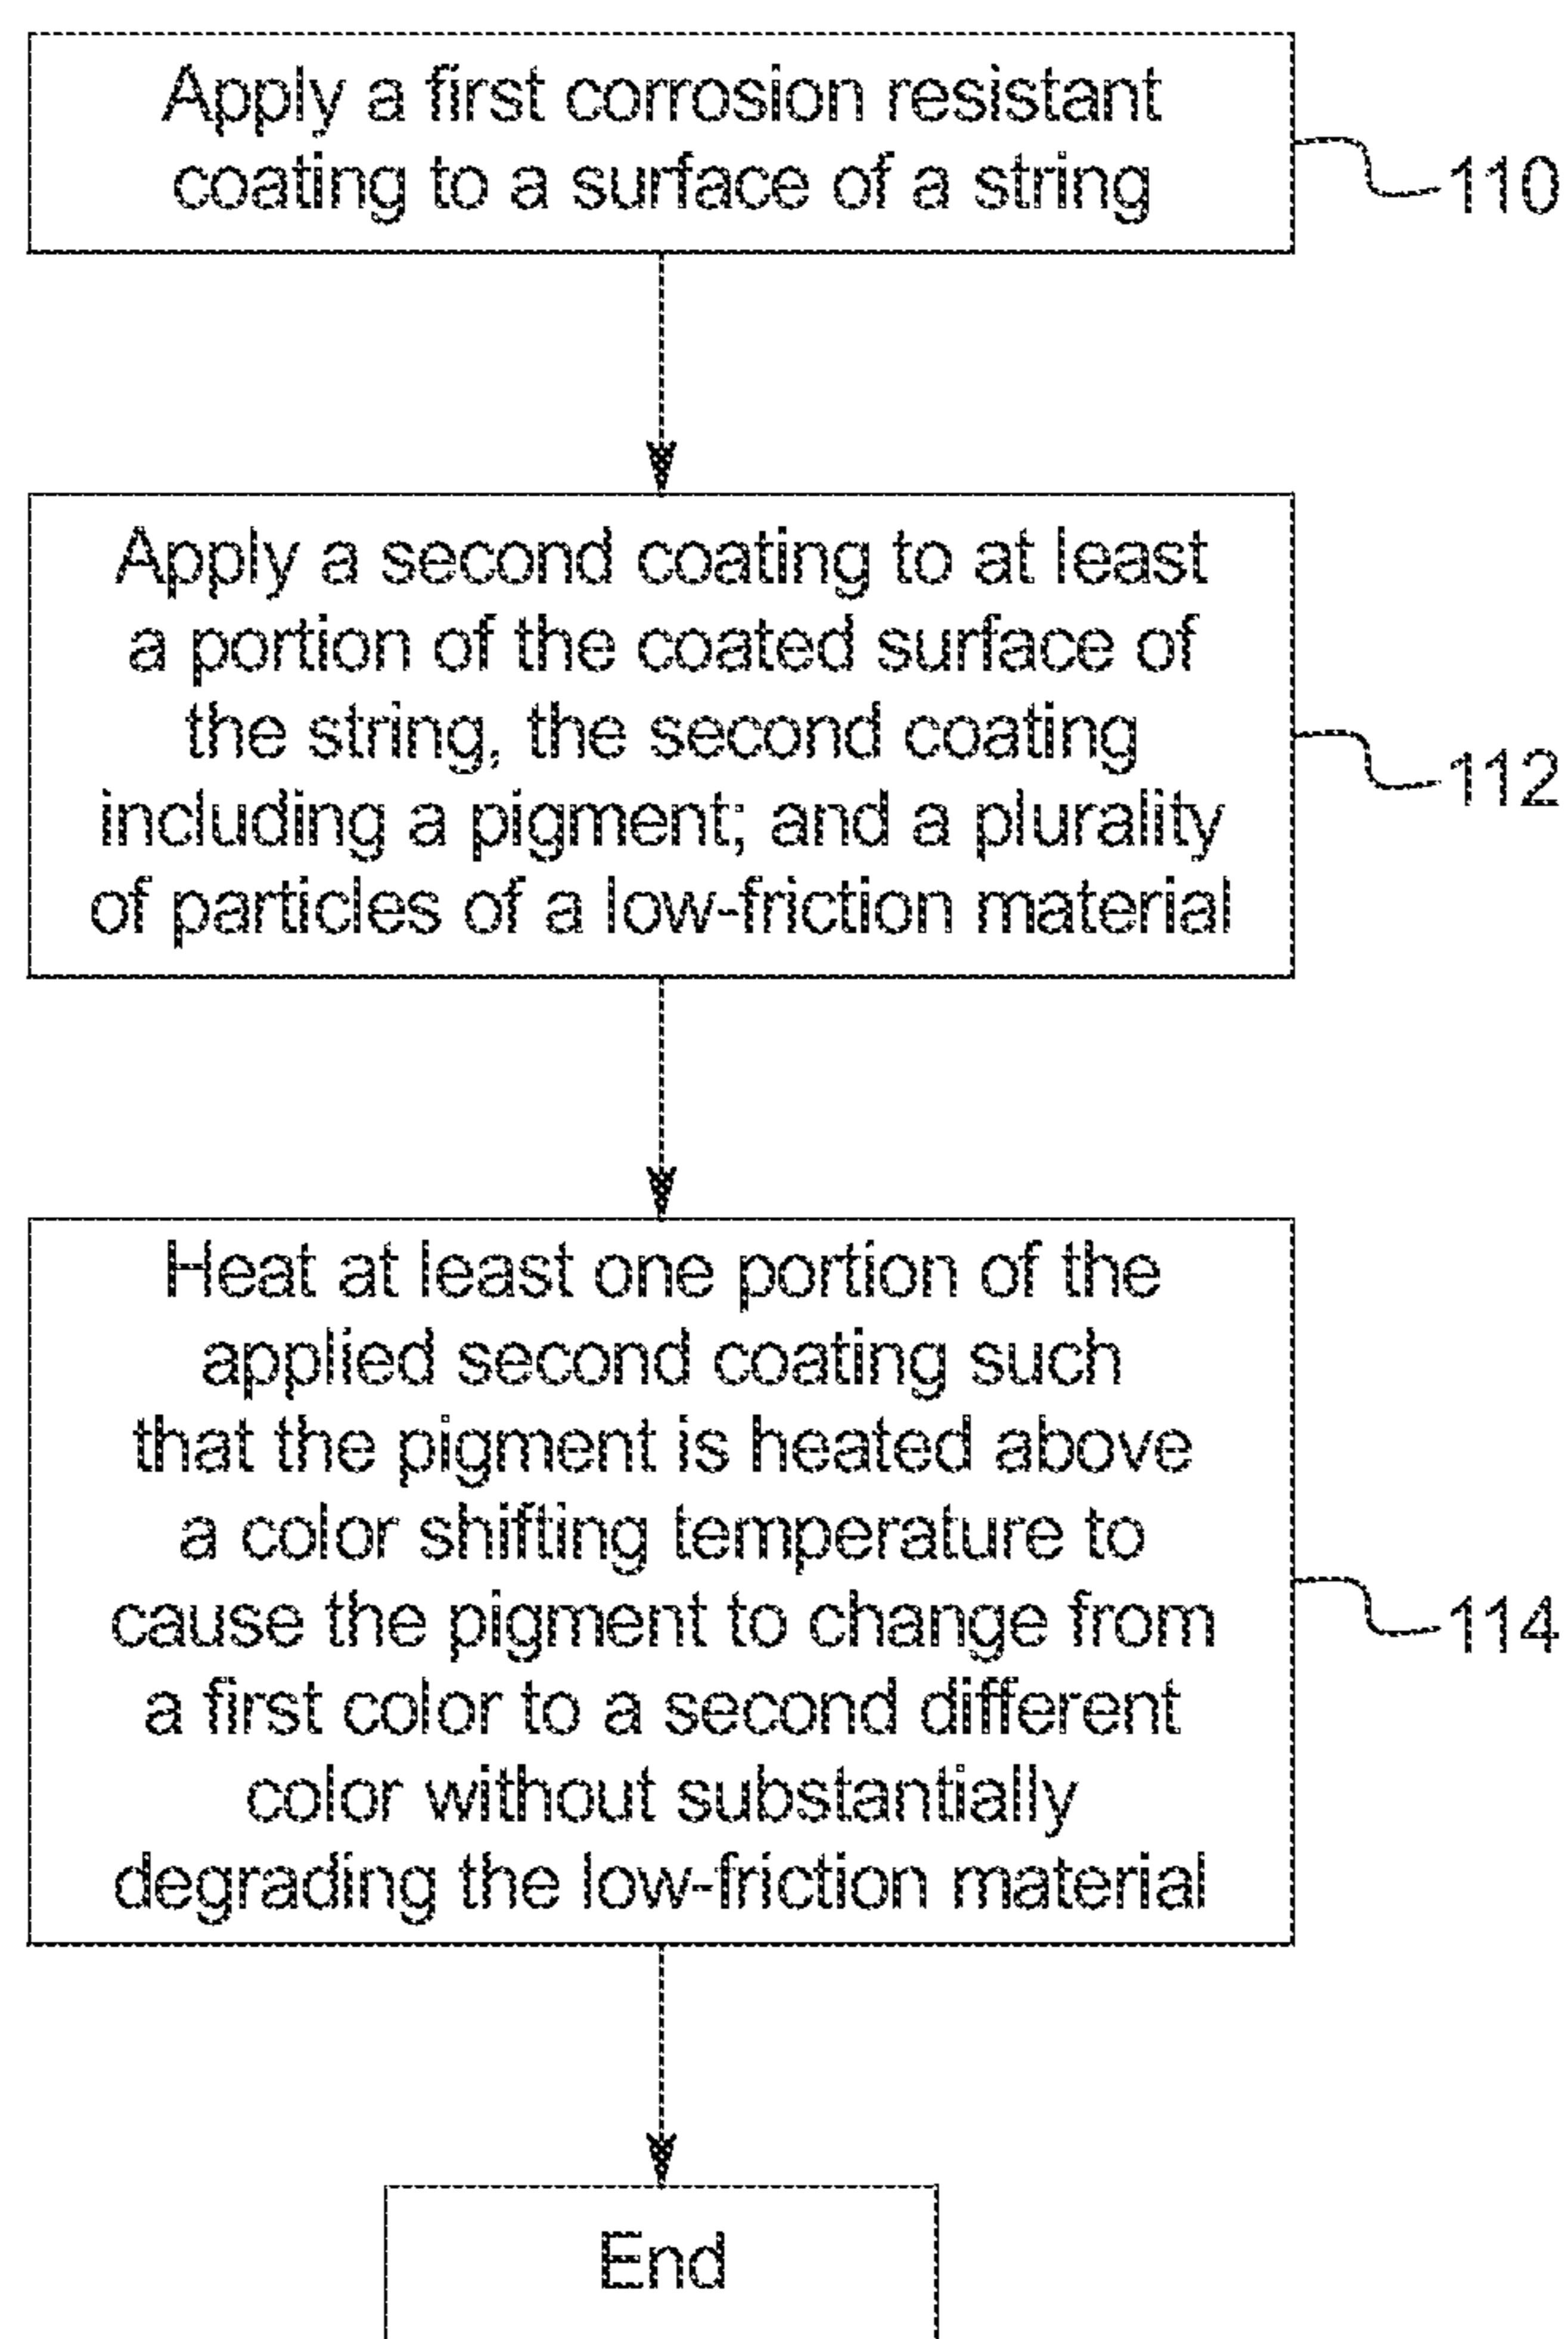 Apply a first corrosion resistant
coating to a surface of a string
110
Apply a second coating to at least
a portion of the coated surface of
the string, the second coating
including a pigment; and a plurality
of particles of a low-friction material
112
Heat at least one portion of the
applied second coating such
that the pigment is heated above
a color shifting temperature to
cause the pigment to change from
a first color to a second different
color without substantially
degrading the low-friction material
114
End